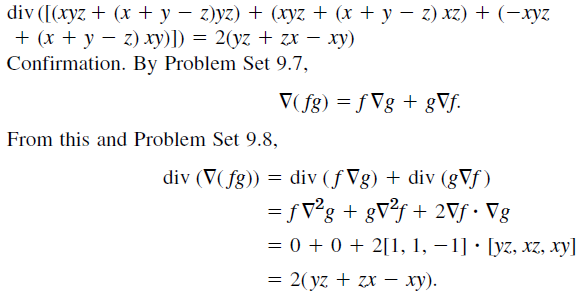 div ([(xyz + (x + y − z)yz) + (xyz + (x + y − z) xz) + (−xyz
+ (x + y − z) xy)]) = 2(yz + zx − xy)
Confirmation. By Problem Set 9.7,
∇(fg) = f∇g + g∇f.
From this and Problem Set 9.8,
div (∇(fg)) = div (f∇g) + div (g∇f)
= f∇²g + g∇²f + 2∇f • ∇g
= 0 + 0 + 2[1, 1, −1] • [yz, xz, xy]
= 2(yz + zx − xy).